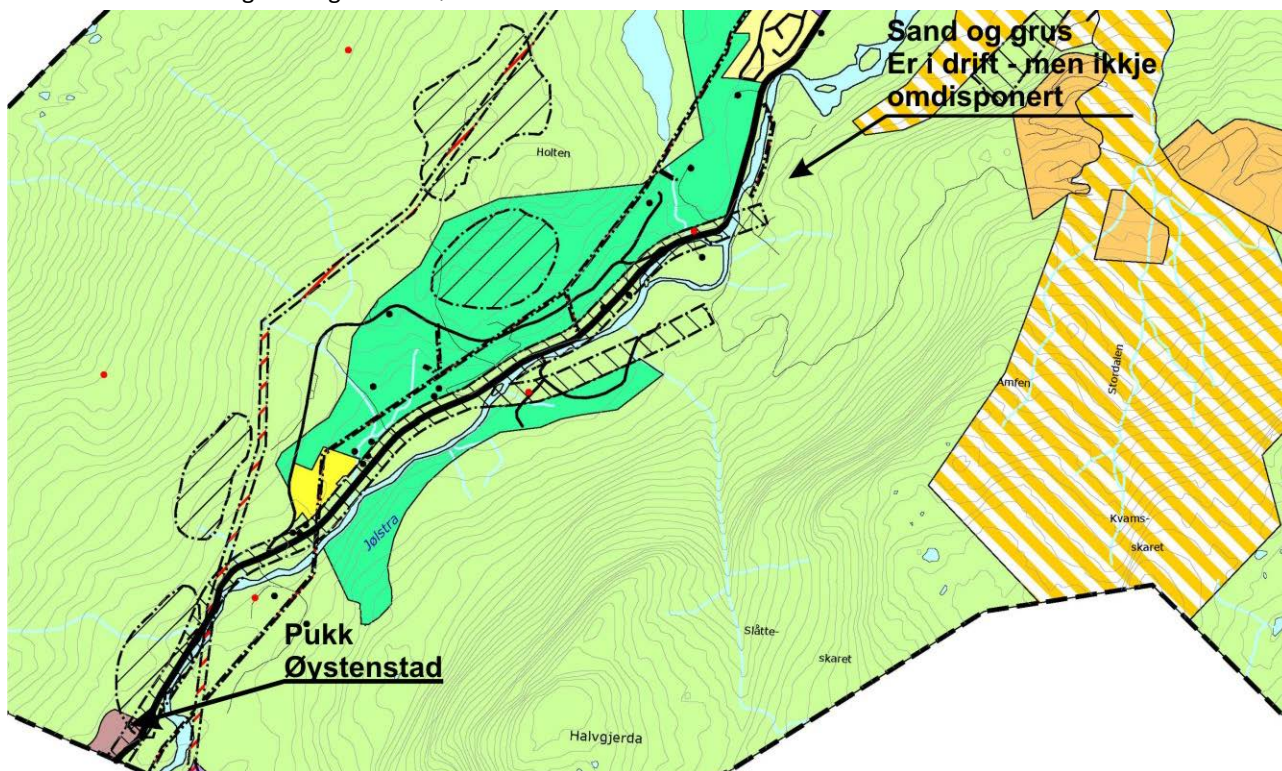 Sand og grus
Er i drift - men ikkje
omdisponert
Holten
Amfen
Stordalen
Jølstra
Kvams-
skaret
Slåtte-
skaret
Pukk
Øystenstad
Halvgjerda